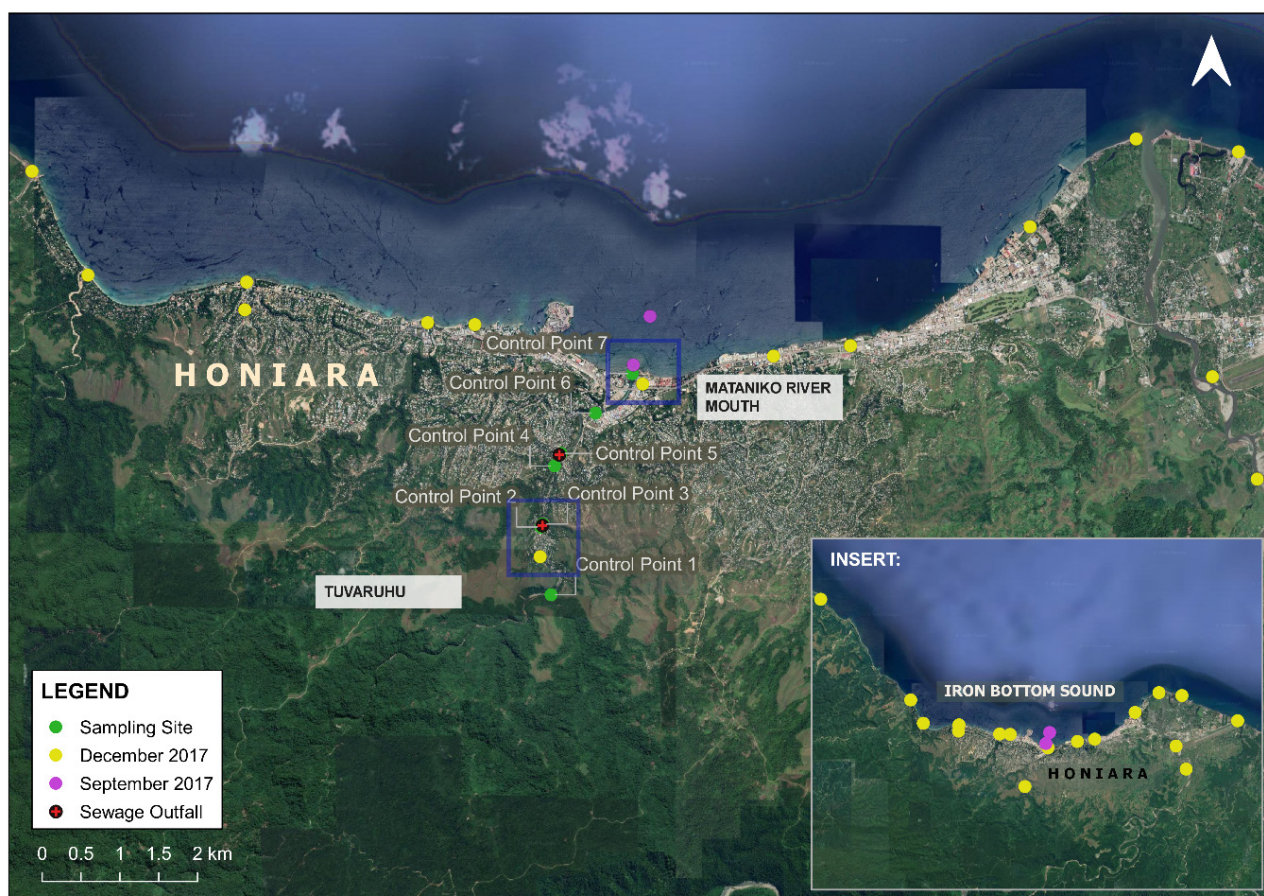 Control Point 7
HONIARA
Control Point 6
MATANIKO RIVER
MOUTH
Control Point 4
Control Point 5
Control Point 2
Control Point 3
Control Point 1
TUVARUHU
INSERT:
IRON BOTTOM SOUND
HONIARA
LEGEND
Sampling Site
December 2017
September 2017
Sewage Outfall
0 0.5 1 1.5 2 km